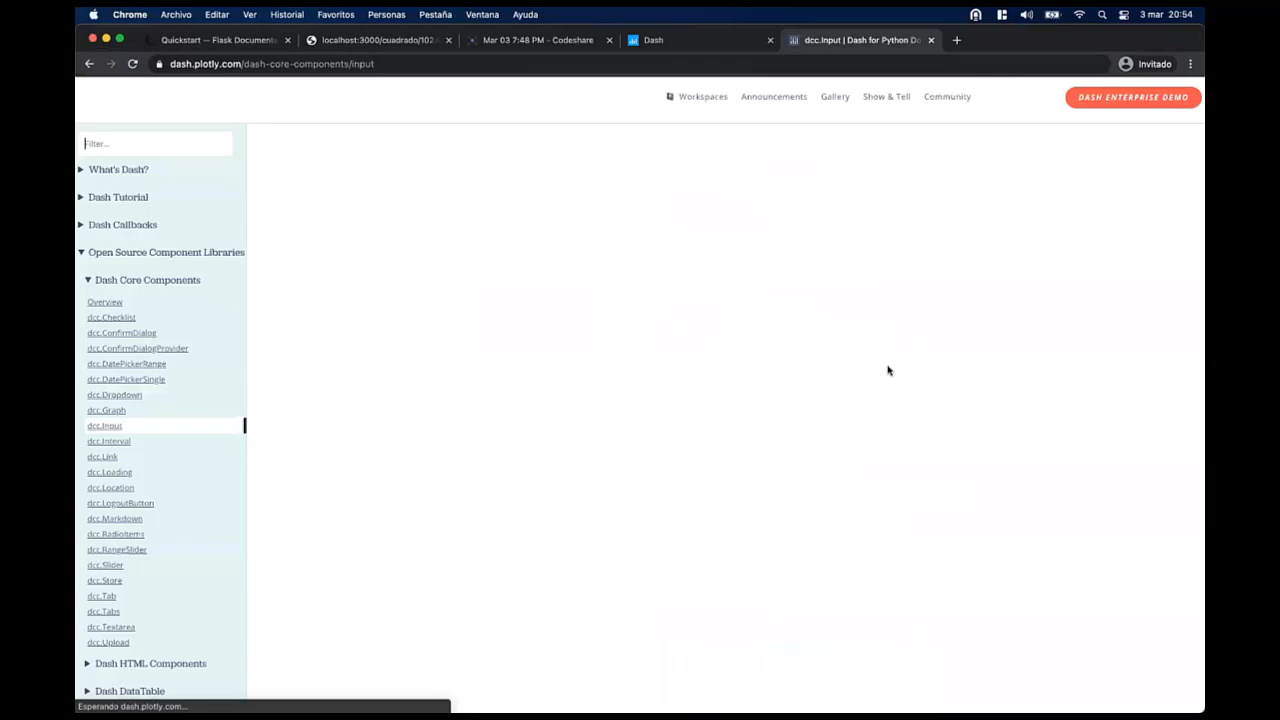 Chrome Archivo Editar Ver Historial Favoritos Personas Pestaña Ventana Ayuda 3 mar 20:54
Quickstart — Flask Documenta localhost:3000/cuadrado/102. Mar 03 7:48 PM - Codeshare Dash dcc.Input | Dash for Python Do
dash.plotly.com/dash-core-components/input Invitado
Workspaces Announcements Gallery Show & Tell Community DASH ENTERPRISE DEMO
Filter...
What's Dash?
Dash Tutorial
Dash Callbacks
Open Source Component Libraries
Dash Core Components
Overview
dcc.Checklist
dcc.ConfirmDialog
dcc.ConfirmDialogProvider
dcc.DatePickerRange
dcc.DatePickerSingle
dcc.Dropdown
dcc.Graph
dcc.Input
dcc.Interval
dcc.Link
dcc.Loading
dcc.Location
dcc.LogoutButton
dcc.Markdown
dcc.RadioItems
dcc.RangeSlider
dcc.Slider
dcc.Store
dcc.Tab
dcc.Tabs
dcc.Textarea
dcc.Upload
Dash HTML Components
Dash DataTable
Esperando dash.plotly.com...